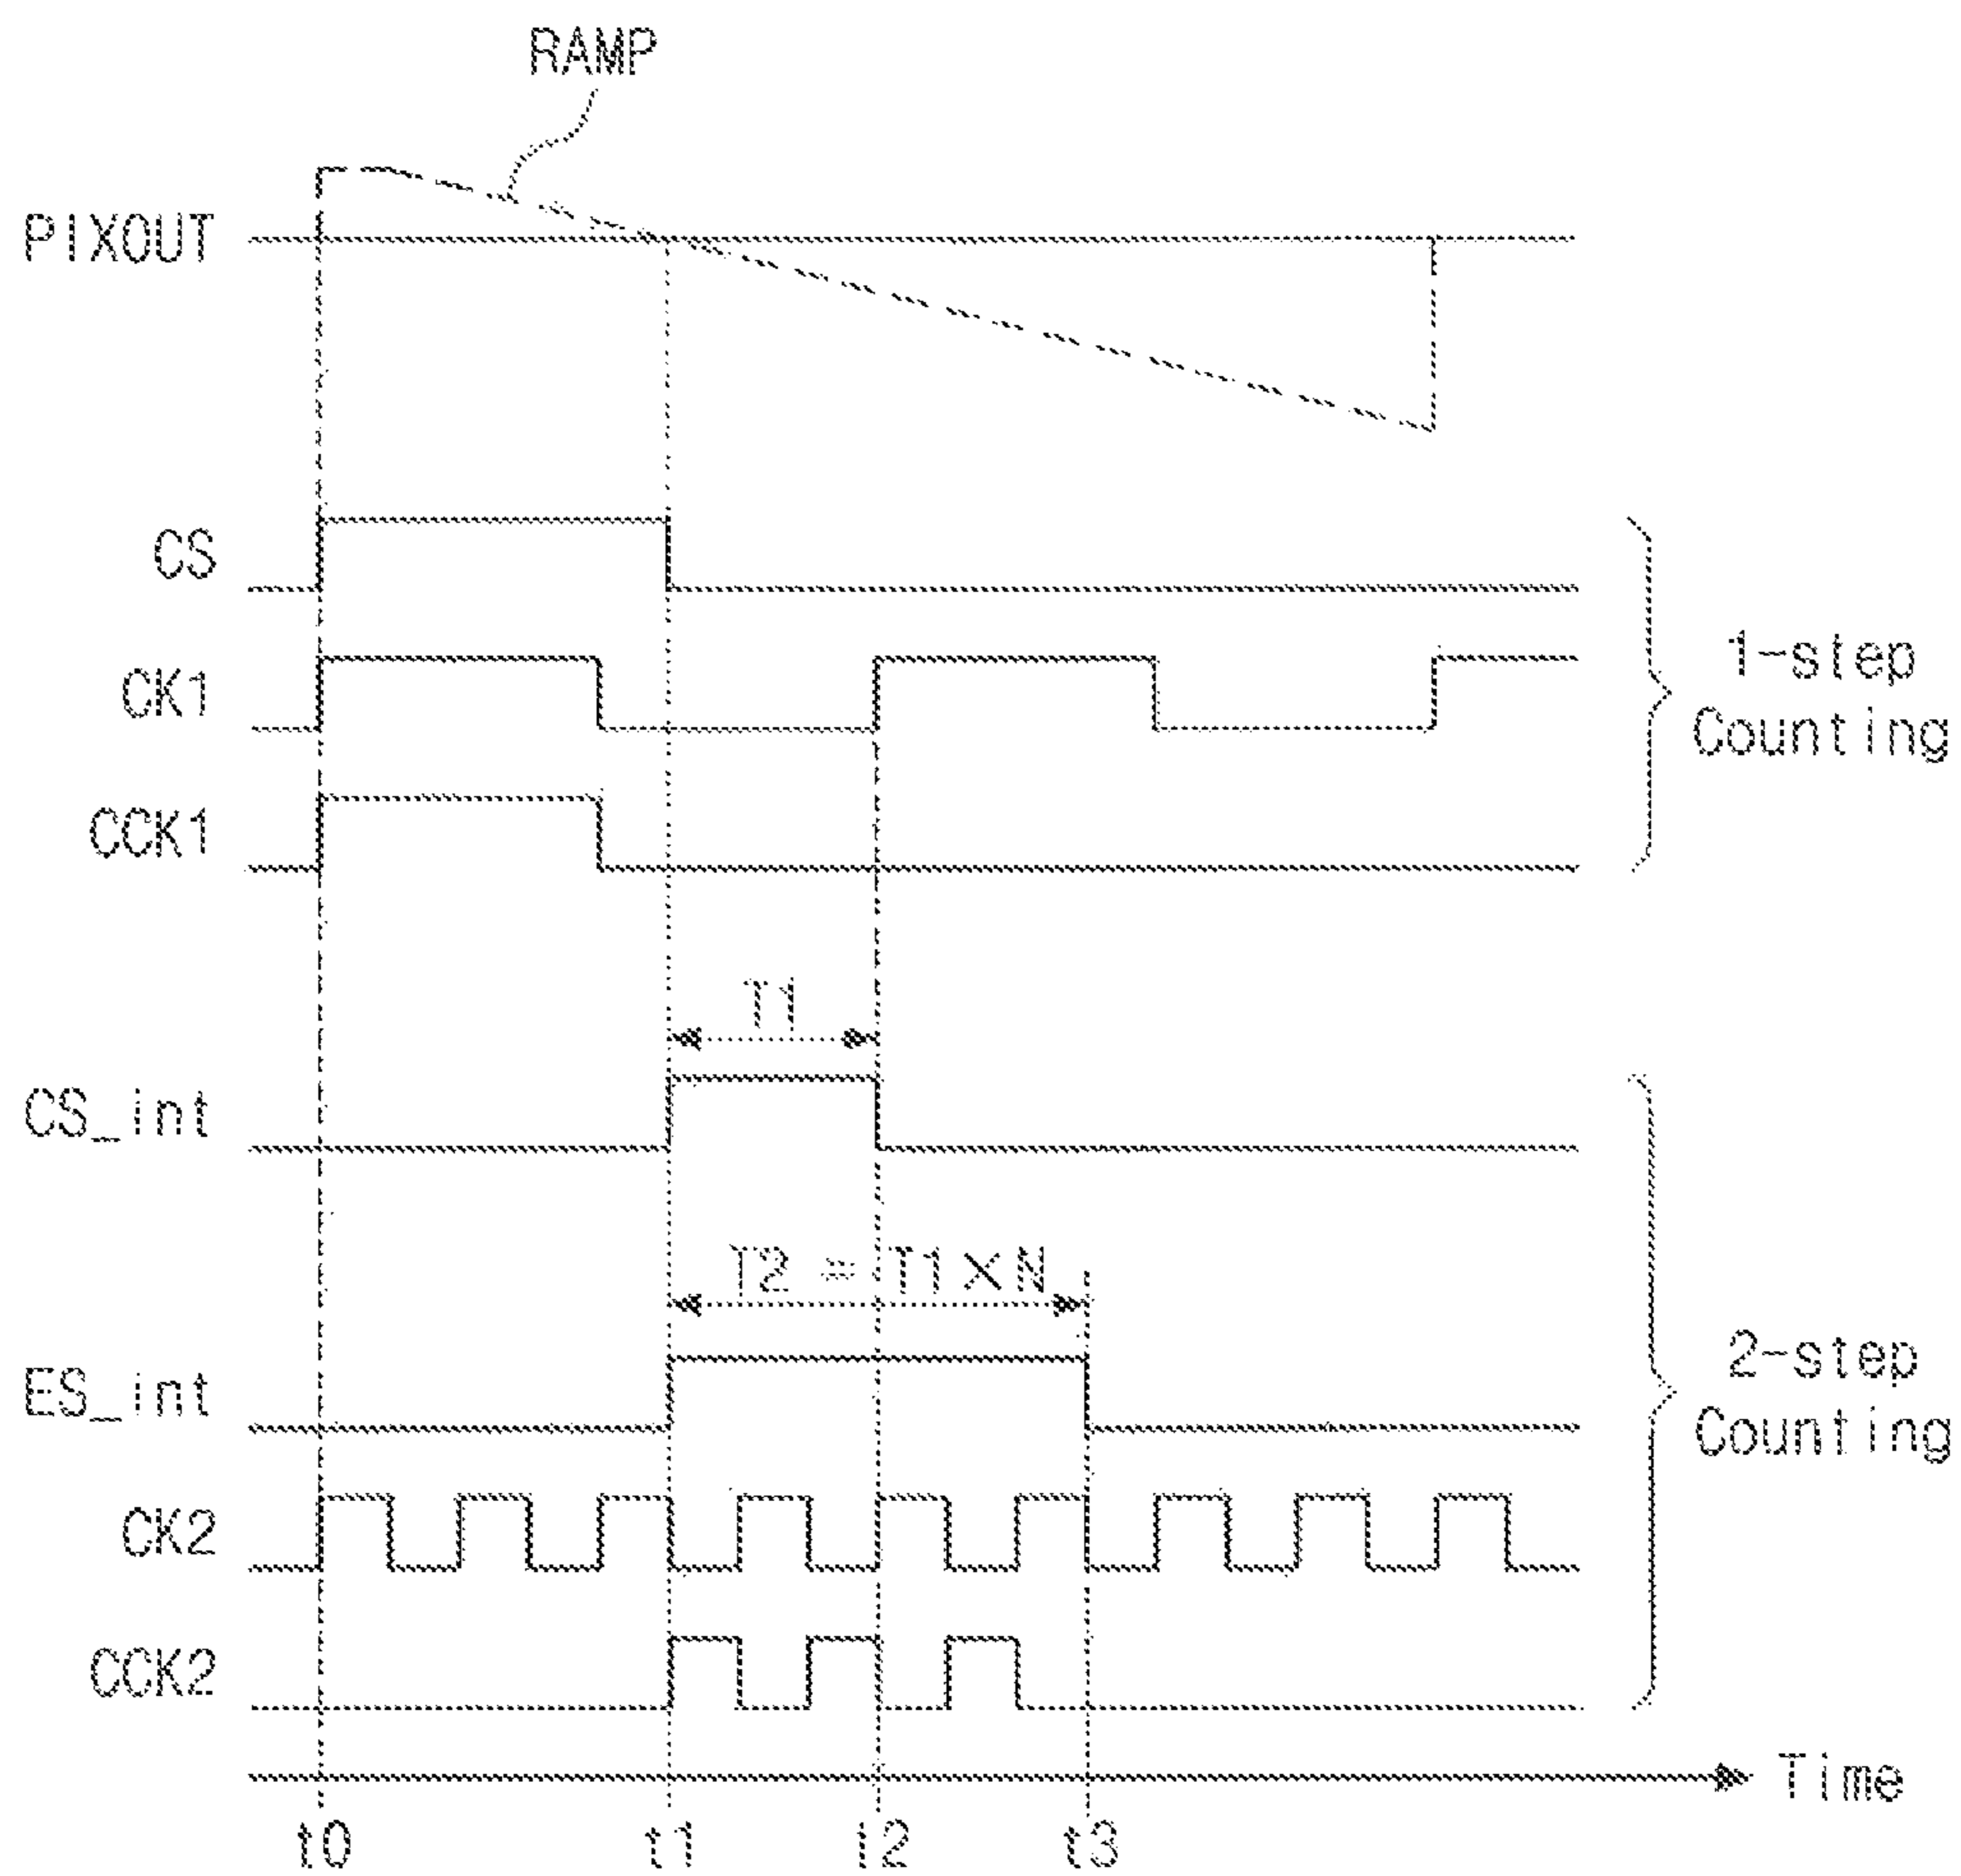 RAMP
PIXOUT
CS
CK1
CCK1
1-step
Counting
T1
CS_int
T2 = T1×N
ES_int
CK2
CCK2
2-step
Counting
Time
t0
t1
t2
t3